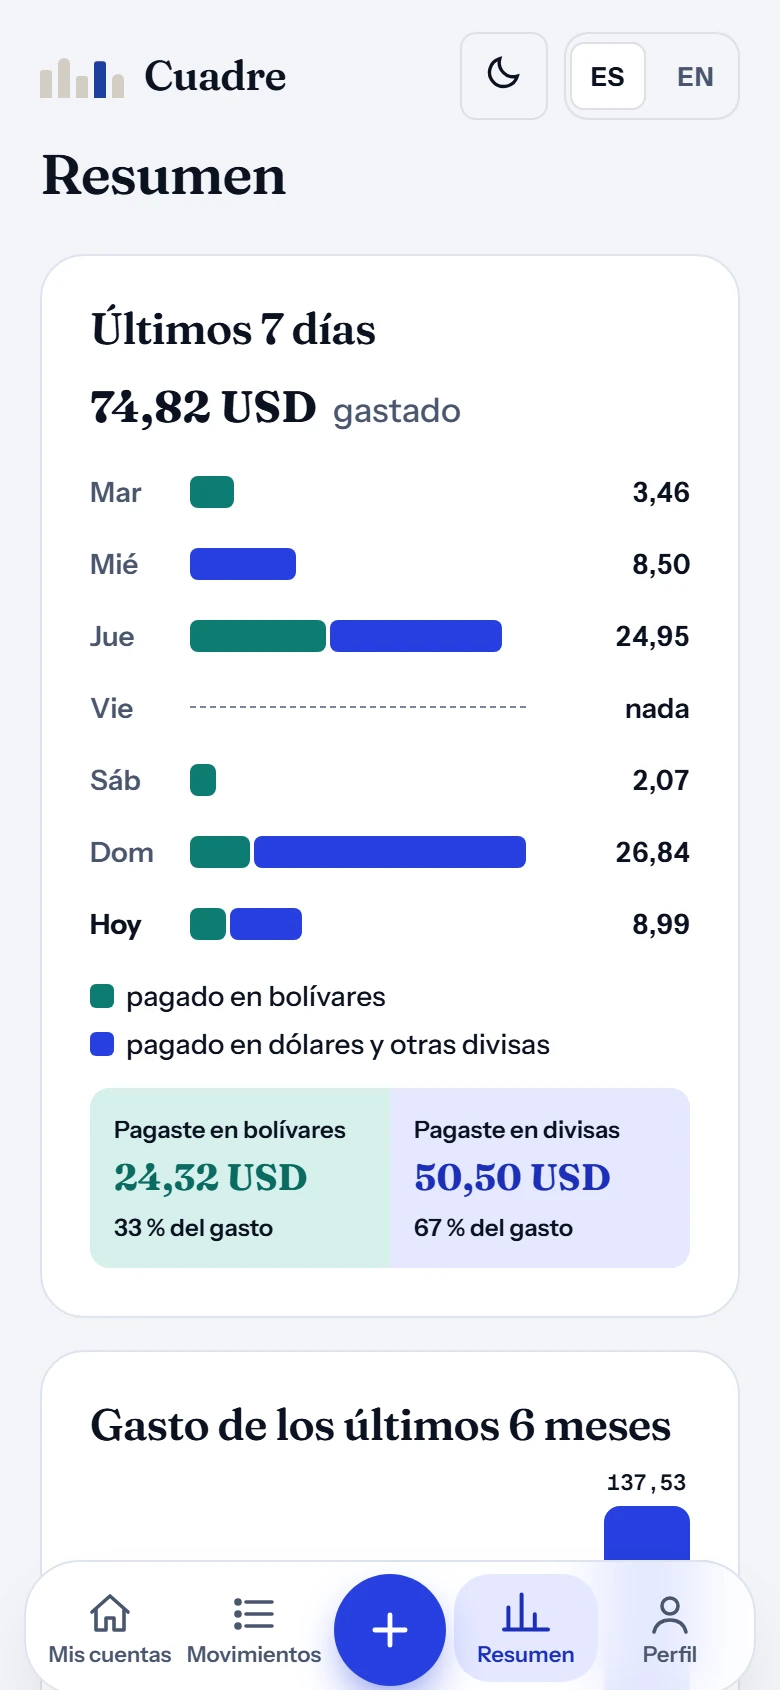 Cuadre
ES EN
Resumen
Últimos 7 días
74,82 USD gastado
Mar 3,46
Mié 8,50
Jue 24,95
Vie nada
Sáb 2,07
Dom 26,84
Hoy 8,99
pagado en bolívares
pagado en dólares y otras divisas
Pagaste en bolívares
24,32 USD
33 % del gasto
Pagaste en divisas
50,50 USD
67 % del gasto
Gasto de los últimos 6 meses
137,53
Mis cuentas Movimientos Resumen Perfil